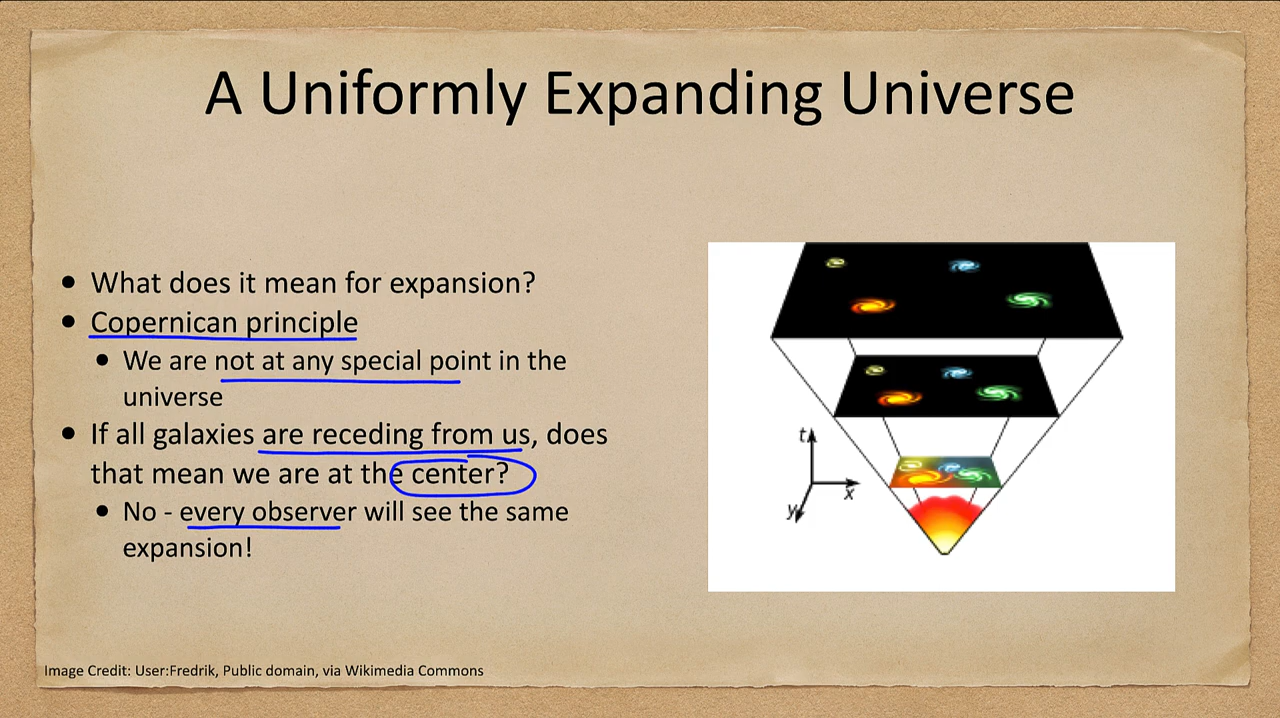 A Uniformly Expanding Universe
• What does it mean for expansion?
• Copernican principle
• We are not at any special point in the
universe
• If all galaxies are receding from us, does
that mean we are at the center?
• No - every observer will see the same
expansion!
t
x
y
Image Credit: User:Fredrik, Public domain, via Wikimedia Commons